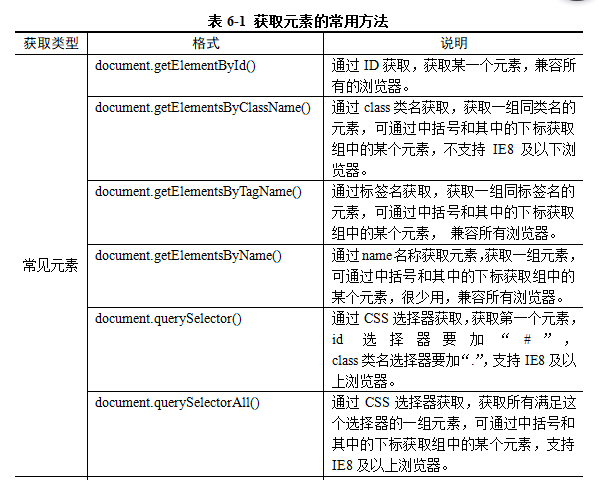 表 6-1 获取元素的常用方法
获取类型 格式 说明
常见元素
document.getElementById()
通过 ID 获取，获取某一个元素，兼容所
有的浏览器。
document.getElementsByClassName()
通过 class 类名获取，获取一组同类名的
元素，可通过中括号和其中的下标获取
组中的某个元素，不支持 IE8 及以下浏
览器。
document.getElementsByTagName()
通过标签名获取，获取一组同标签名的
元素，可通过中括号和其中的下标获取
组中的某个元素， 兼容所有浏览器。
document.getElementsByName()
通过 name 名称获取元素，获取一组元素，
可通过中括号和其中的下标获取组中的
某个元素，很少用，兼容所有浏览器。
document.querySelector()
通过 CSS 选择器获取，获取第一个元素，
id 选择器要加“#”，
class 类名选择器要加“.”，支持 IE8 及以
上浏览器。
document.querySelectorAll()
通过 CSS 选择器获取，获取所有满足这
个选择器的一组元素，可通过中括号和
其中的下标获取组中的某个元素，支持
IE8 及以上浏览器。